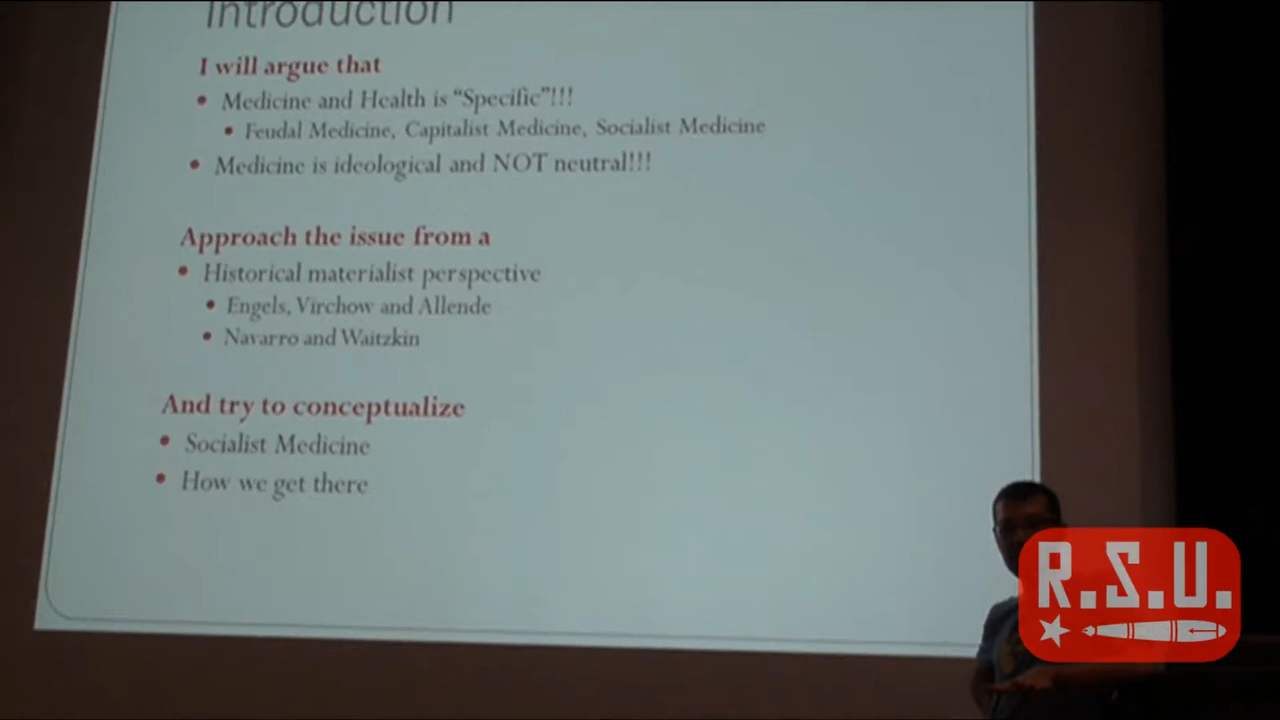 Introduction
I will argue that
• Medicine and Health is “Specific”!!!
• Feudal Medicine, Capitalist Medicine, Socialist Medicine
• Medicine is ideological and NOT neutral!!!
Approach the issue from a
• Historical materialist perspective
• Engels, Virchow and Allende
• Navarro and Waitzkin
And try to conceptualize
• Socialist Medicine
• How we get there
R.S.U.